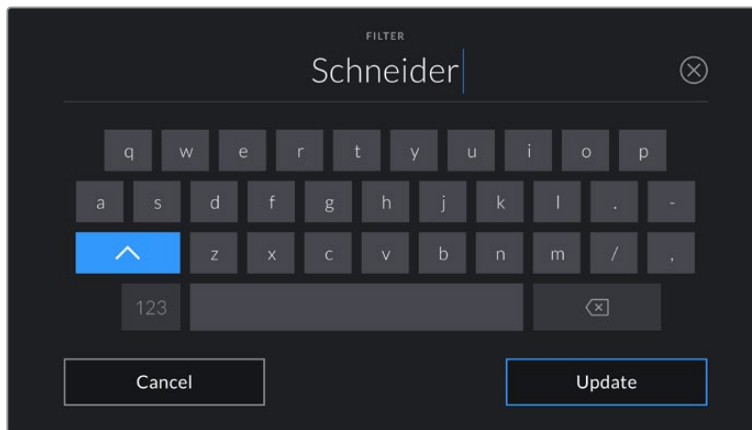 FILTER
Schneider
q w e r t y u i o p
a s d f g h j k l . -
z x c v b n m / ,
123
Cancel Update